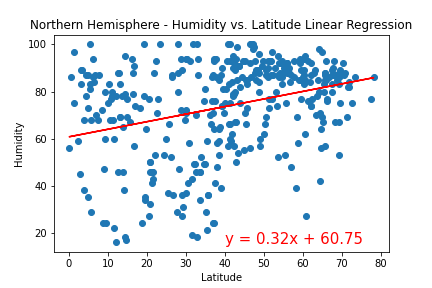 Northern Hemisphere - Humidity vs. Latitude Linear Regression
100
80
60
40
20
Humidity
y = 0.32x + 60.75
0 10 20 30 40 50 60 70 80
Latitude